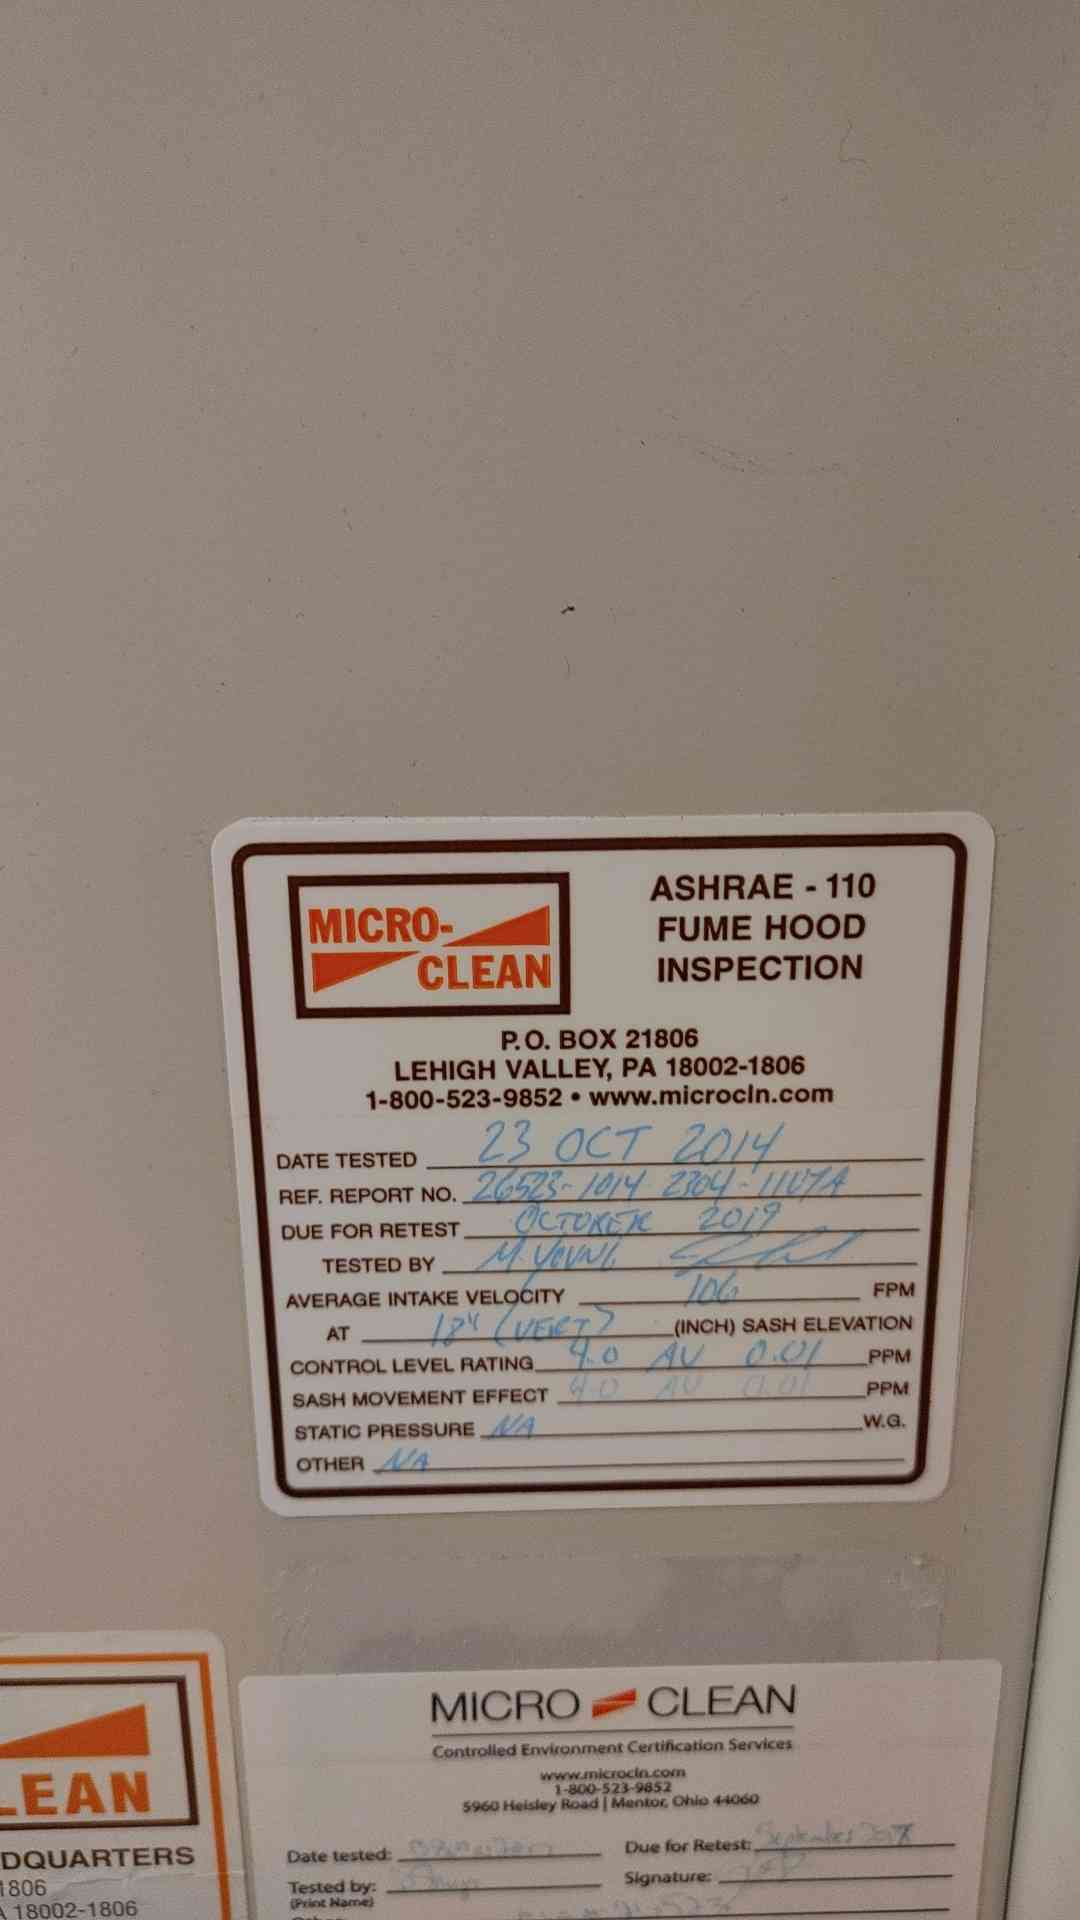 MICRO-
CLEAN
ASHRAE - 110
FUME HOOD
INSPECTION
P.O. BOX 21806
LEHIGH VALLEY, PA 18002-1806
1-800-523-9852 • www.microcln.com
DATE TESTED 23 OCT 2014
REF. REPORT NO. 26523-1014-2304-1107A
DUE FOR RETEST OCTOBER 2019
TESTED BY M. YOUNG
AVERAGE INTAKE VELOCITY 106 FPM
AT 18" (VERT) (INCH) SASH ELEVATION
CONTROL LEVEL RATING 4.0 AU 0.01 PPM
SASH MOVEMENT EFFECT 4.0 AU 0.01 PPM
STATIC PRESSURE NA W.G.
OTHER NA
LEAN
DQUARTERS
1806
A 18002-1806
MICRO CLEAN
Controlled Environment Certification Services
www.microcln.com
1-800-523-9852
5960 Heisley Road | Mentor, Ohio 44060
Date tested: Due for Retest: September
Tested by: Signature:
(Print Name)